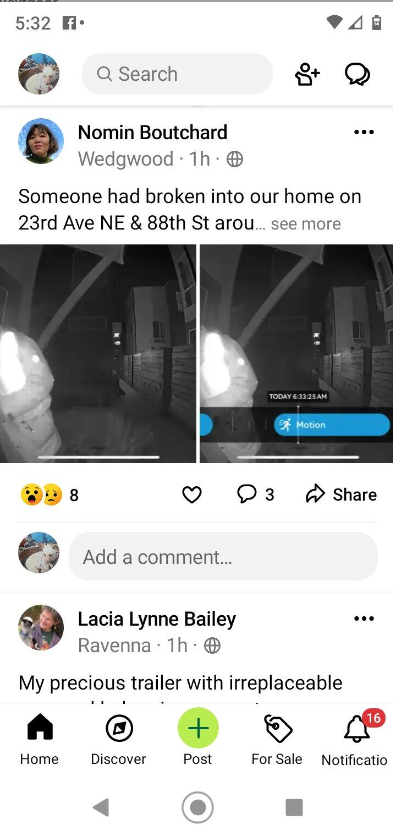 5:32
Search
Nomin Boutchard
Wedgwood · 1h ·
Someone had broken into our home on
23rd Ave NE & 88th St arou... see more
TODAY 6:33:25 AM
Motion
8
3
Share
Add a comment...
Lacia Lynne Bailey
Ravenna · 1h ·
My precious trailer with irreplaceable
16
Home
Discover
Post
For Sale
Notificatio